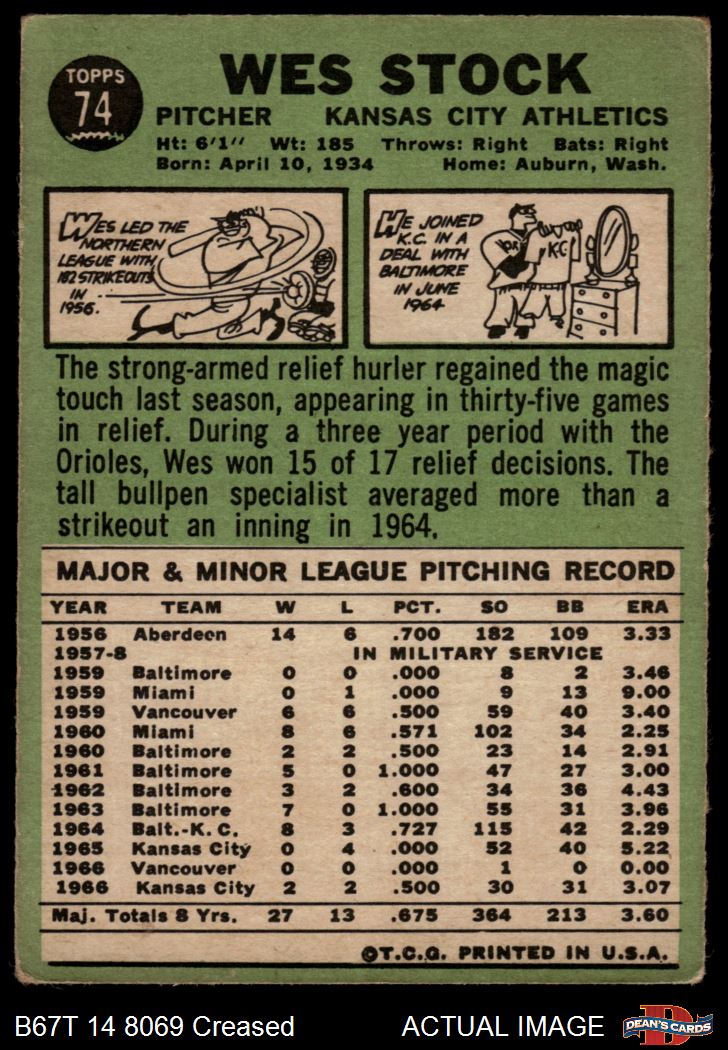 TOPPS
74
WES STOCK
PITCHER KANSAS CITY ATHLETICS
Ht: 6'1" Wt: 185 Throws: Right Bats: Right
Born: April 10, 1934 Home: Auburn, Wash.
WES LED THE
NORTHERN
LEAGUE WITH
182 STRIKEOUTS
IN
1956.
HE JOINED
K.C. IN A
DEAL WITH
BALTIMORE
IN JUNE
1964
K-C
The strong-armed relief hurler regained the magic
touch last season, appearing in thirty-five games
in relief. During a three year period with the
Orioles, Wes won 15 of 17 relief decisions. The
tall bullpen specialist averaged more than a
strikeout an inning in 1964.
MAJOR & MINOR LEAGUE PITCHING RECORD
YEAR TEAM W L PCT. SO BB ERA
1956 Aberdeen 14 6 .700 182 109 3.33
1957-8 IN MILITARY SERVICE
1959 Baltimore 0 0 .000 8 2 3.46
1959 Miami 0 1 .000 9 13 9.00
1959 Vancouver 6 6 .500 59 40 3.40
1960 Miami 8 6 .571 102 34 2.25
1960 Baltimore 2 2 .500 23 14 2.91
1961 Baltimore 5 0 1.000 47 27 3.00
1962 Baltimore 3 2 .600 34 36 4.43
1963 Baltimore 7 0 1.000 55 31 3.96
1964 Balt.-K. C. 8 3 .727 115 42 2.29
1965 Kansas City 0 4 .000 52 40 5.22
1966 Vancouver 0 0 .000 1 0 0.00
1966 Kansas City 2 2 .500 30 31 3.07
Maj. Totals 8 Yrs. 27 13 .675 364 213 3.60
©T.C.G. PRINTED IN U.S.A.
B67T 14 8069 Creased ACTUAL IMAGE
DEAN'S CARDS